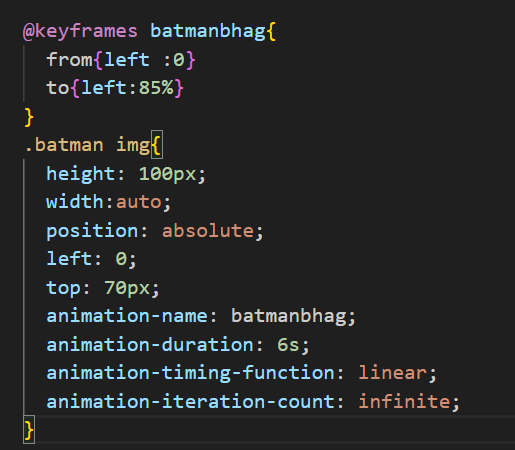 @keyframes batmanbhag{
from{left :0}
to{left:85%}
}
.batman img{
height: 100px;
width:auto;
position: absolute;
left: 0;
top: 70px;
animation-name: batmanbhag;
animation-duration: 6s;
animation-timing-function: linear;
animation-iteration-count: infinite;
}